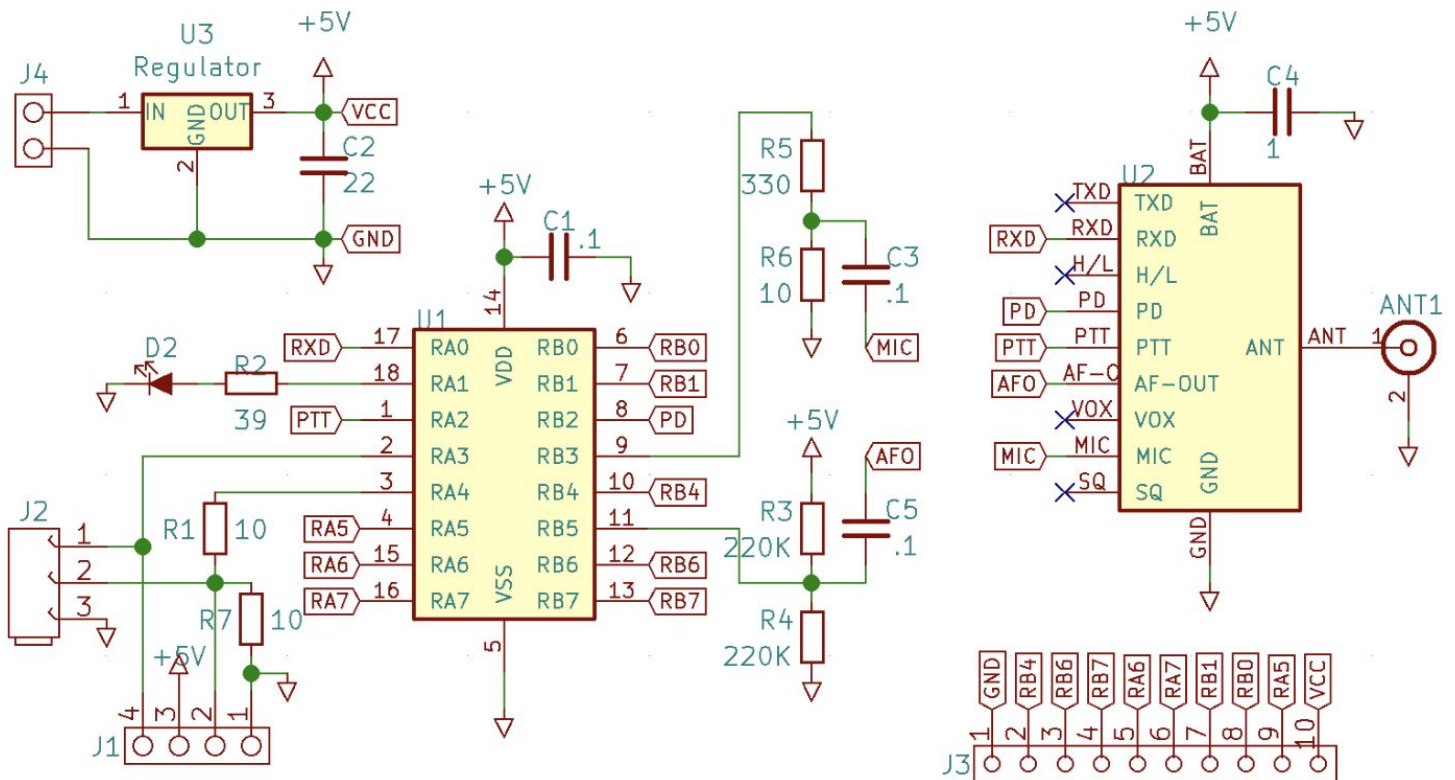 +5V
U3
Regulator
J4
1
IN
GND
OUT
3
VCC
2
C2
22
GND
+5V
C1
.1
14
U1
VDD
RXD
17
RA0
D2
R2
39
18
RA1
PTT
1
RA2
2
RA3
3
RA4
RA5
4
RA5
RA6
15
RA6
RA7
16
RA7
VSS
5
RB0
6
RB0
RB1
7
RB1
RB2
8
PD
RB3
9
RB4
10
RB4
RB5
11
RB6
12
RB6
RB7
13
RB7
J2
1
2
3
R1
10
R7
10
+5V
4
3
2
1
J1
R5
330
R6
10
C3
.1
MIC
+5V
AFO
R3
220K
C5
.1
R4
220K
+5V
C4
1
BAT
U2
BAT
TXD
TXD
RXD
RXD
RXD
H/L
H/L
PD
PD
PD
PTT
PTT
PTT
AFO
AF-O
AF-OUT
VOX
VOX
MIC
MIC
MIC
SQ
SQ
GND
GND
ANT
ANT
1
ANT1
2
GND
RB4
RB6
RB7
RA6
RA7
RB1
RB0
RA5
VCC
1
2
3
4
5
6
7
8
9
10
J3